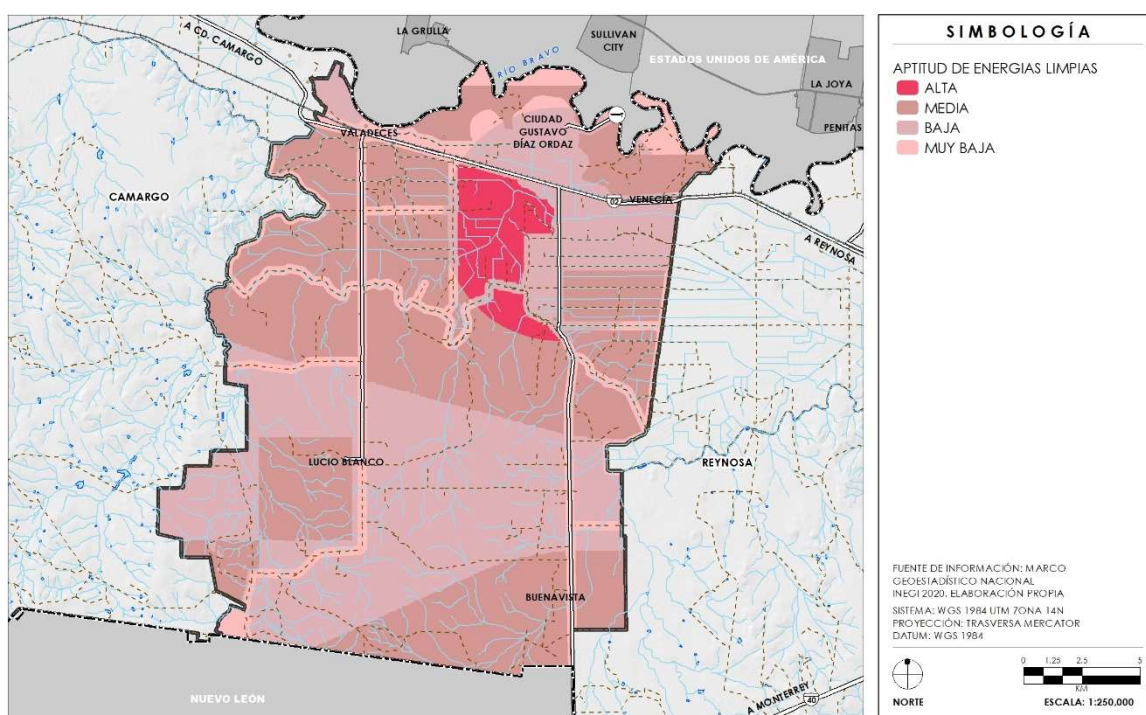 A CD. CAMARGO
LA GRULLA
RÍO BRAVO
SULLIVAN
CITY
ESTADOS UNIDOS DE AMÉRICA
LA JOYA
PENITAS
VALADECES
CIUDAD
GUSTAVO
DÍAZ ORDAZ
CAMARGO
02
VENECIA
A REYNOSA
LUCIO BLANCO
REYNOSA
BUENAVISTA
NUEVO LEÓN
A MONTERREY
40
SIMBOLOGÍA
APTITUD DE ENERGIAS LIMPIAS
ALTA
MEDIA
BAJA
MUY BAJA
FUENTE DE INFORMACIÓN: MARCO
GEOESTADÍSTICO NACIONAL
INEGI 2020. ELABORACIÓN PROPIA
SISTEMA: WGS 1984 UTM ZONA 14N
PROYECCIÓN: TRASVERSA MERCATOR
DATUM: WGS 1984
NORTE
0 1.25 2.5 5
KM
ESCALA: 1:250,000